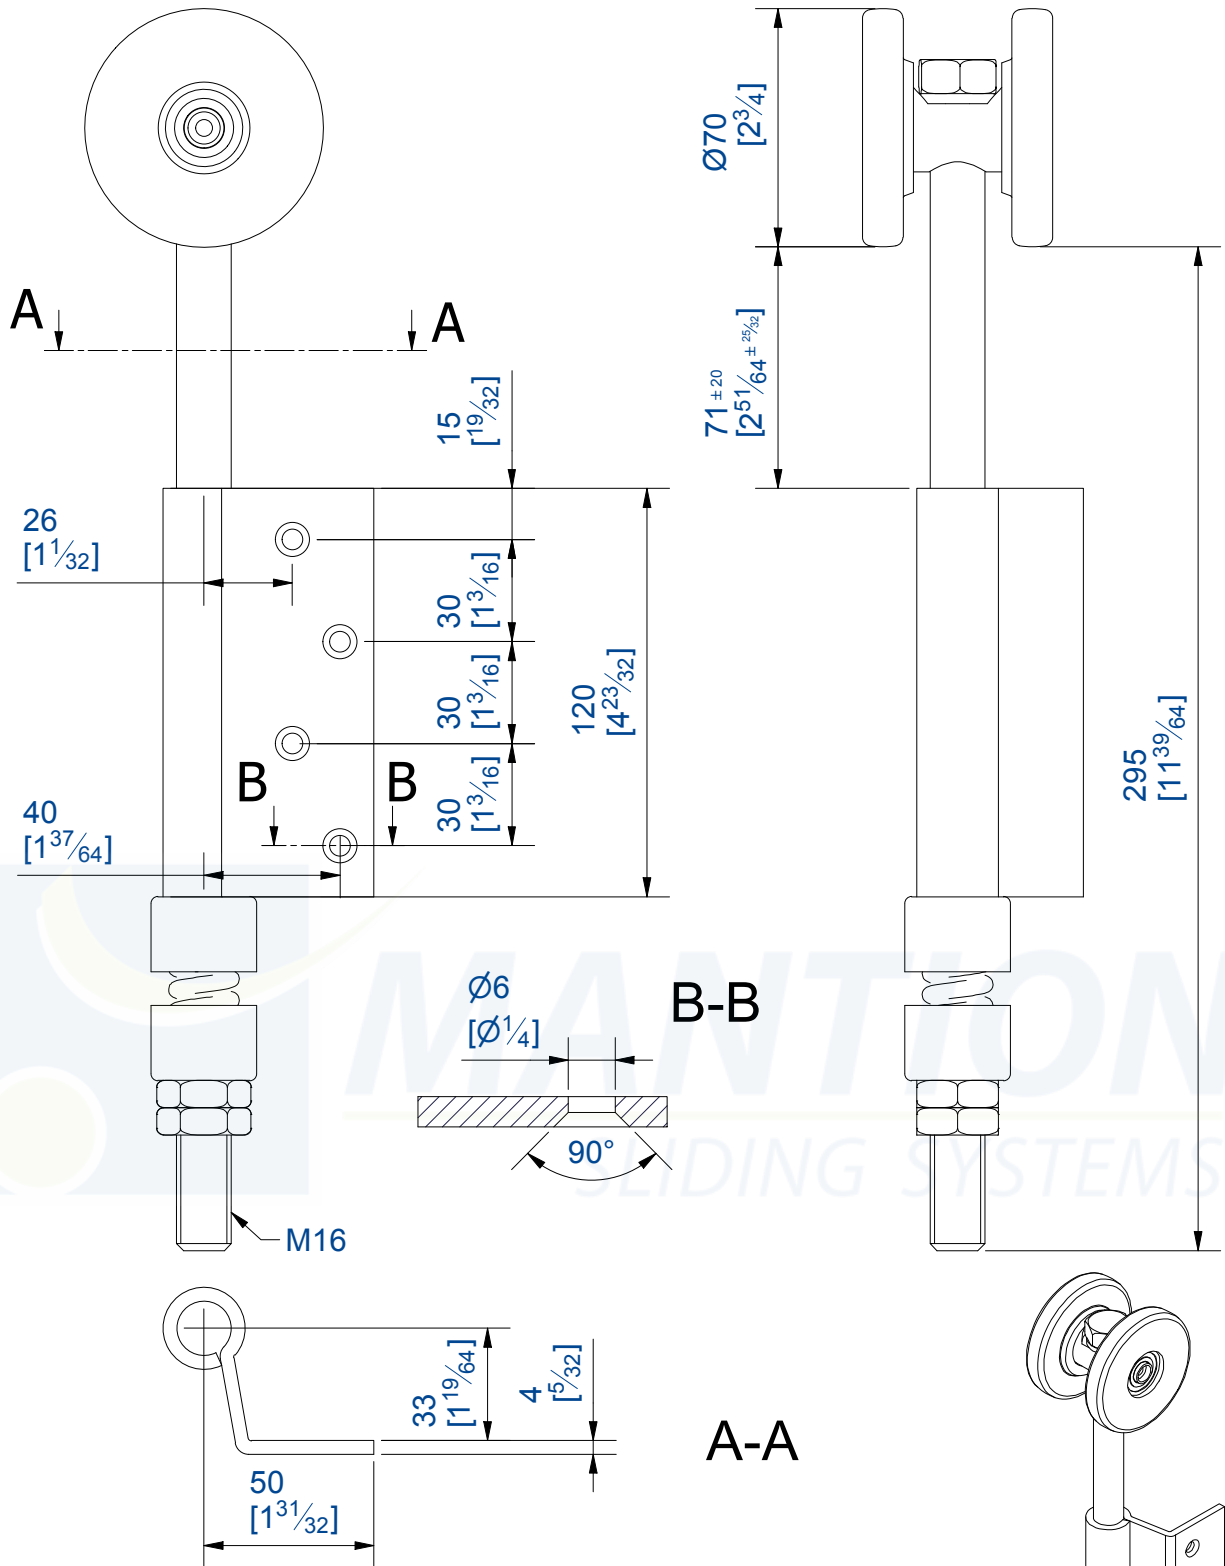 Ø70
[2 3/4]
A
A
71 ± 20
[2 51/64 ± 25/32]
15
[19/32]
26
[1 1/32]
30
[1 3/16]
30
[1 3/16]
30
[1 3/16]
120
[4 23/32]
295
[11 39/64]
B
B
40
[1 37/64]
MANTION
SLIDING SYSTEMS
Ø6
[Ø1/4]
B-B
90°
M16
33
[1 19/64]
4
[5/32]
A-A
50
[1 31/32]